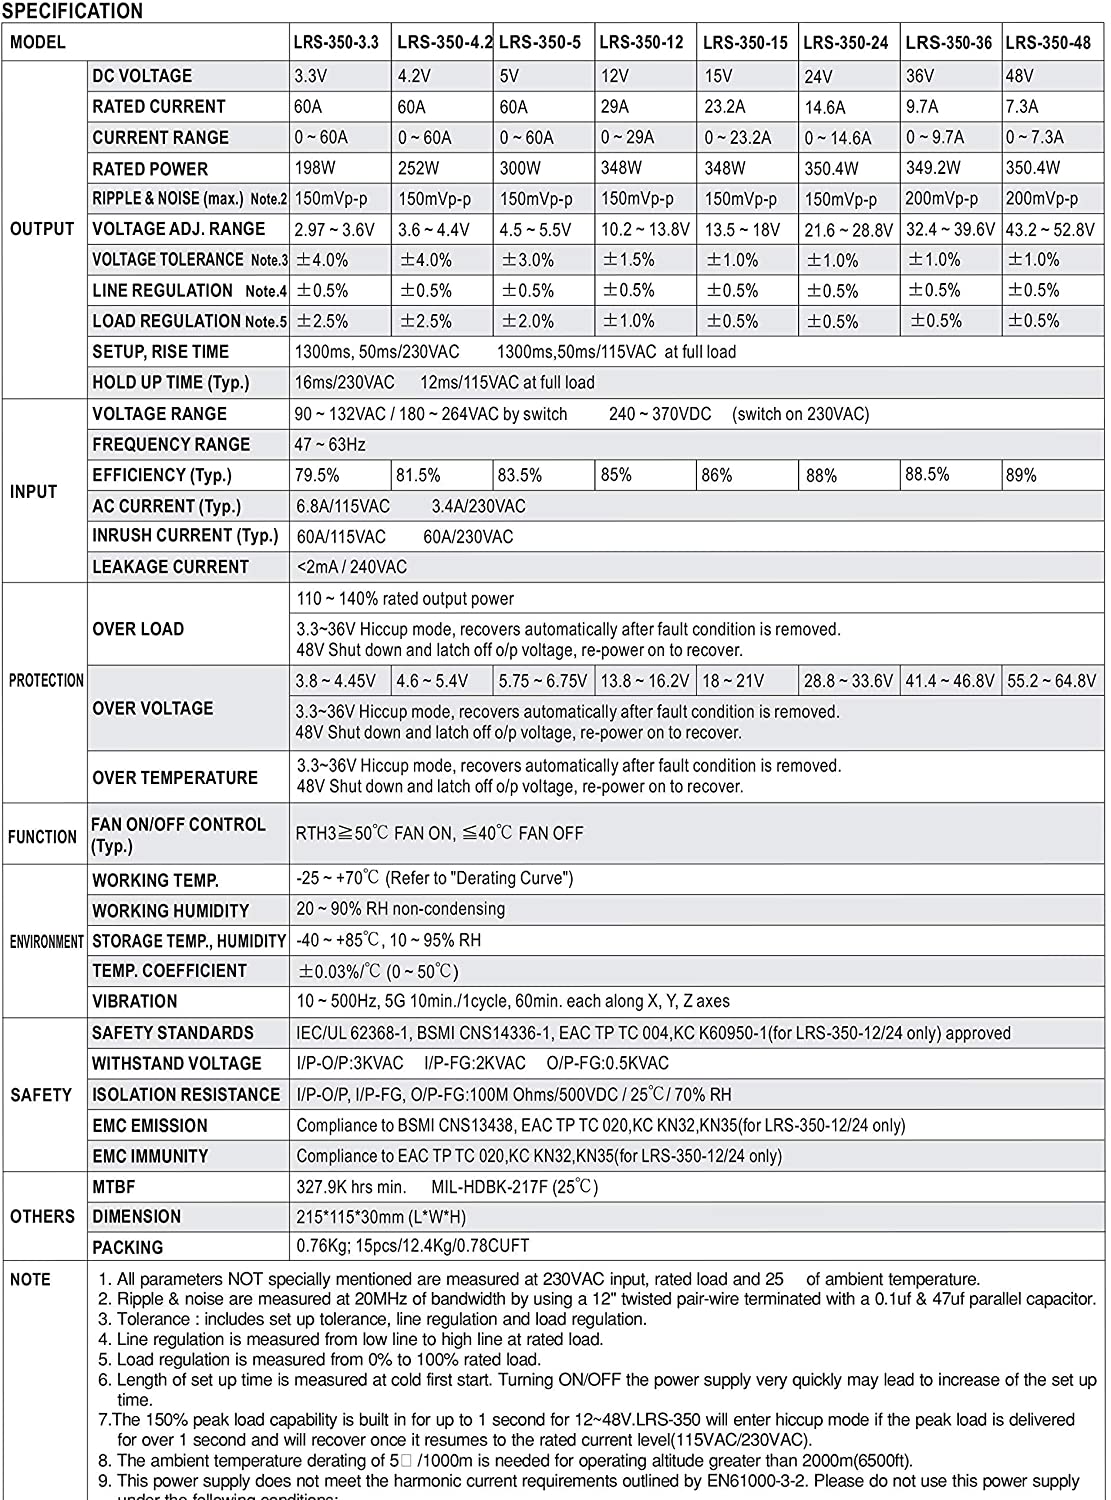 SPECIFICATION
MODEL LRS-350-3.3 LRS-350-4.2 LRS-350-5 LRS-350-12 LRS-350-15 LRS-350-24 LRS-350-36 LRS-350-48
OUTPUT
DC VOLTAGE 3.3V 4.2V 5V 12V 15V 24V 36V 48V
RATED CURRENT 60A 60A 60A 29A 23.2A 14.6A 9.7A 7.3A
CURRENT RANGE 0 ~ 60A 0 ~ 60A 0 ~ 60A 0 ~ 29A 0 ~ 23.2A 0 ~ 14.6A 0 ~ 9.7A 0 ~ 7.3A
RATED POWER 198W 252W 300W 348W 348W 350.4W 349.2W 350.4W
RIPPLE & NOISE (max.) Note.2 150mVp-p 150mVp-p 150mVp-p 150mVp-p 150mVp-p 150mVp-p 200mVp-p 200mVp-p
VOLTAGE ADJ. RANGE 2.97 ~ 3.6V 3.6 ~ 4.4V 4.5 ~ 5.5V 10.2 ~ 13.8V 13.5 ~ 18V 21.6 ~ 28.8V 32.4 ~ 39.6V 43.2 ~ 52.8V
VOLTAGE TOLERANCE Note.3 ±4.0% ±4.0% ±3.0% ±1.5% ±1.0% ±1.0% ±1.0% ±1.0%
LINE REGULATION Note.4 ±0.5% ±0.5% ±0.5% ±0.5% ±0.5% ±0.5% ±0.5% ±0.5%
LOAD REGULATION Note.5 ±2.5% ±2.5% ±2.0% ±1.0% ±0.5% ±0.5% ±0.5% ±0.5%
SETUP, RISE TIME 1300ms, 50ms/230VAC 1300ms,50ms/115VAC at full load
HOLD UP TIME (Typ.) 16ms/230VAC 12ms/115VAC at full load
INPUT
VOLTAGE RANGE 90 ~ 132VAC / 180 ~ 264VAC by switch 240 ~ 370VDC (switch on 230VAC)
FREQUENCY RANGE 47 ~ 63Hz
EFFICIENCY (Typ.) 79.5% 81.5% 83.5% 85% 86% 88% 88.5% 89%
AC CURRENT (Typ.) 6.8A/115VAC 3.4A/230VAC
INRUSH CURRENT (Typ.) 60A/115VAC 60A/230VAC
LEAKAGE CURRENT <2mA / 240VAC
PROTECTION
OVER LOAD
110 ~ 140% rated output power
3.3~36V Hiccup mode, recovers automatically after fault condition is removed.
48V Shut down and latch off o/p voltage, re-power on to recover.
OVER VOLTAGE
3.8 ~ 4.45V 4.6 ~ 5.4V 5.75 ~ 6.75V 13.8 ~ 16.2V 18 ~ 21V 28.8 ~ 33.6V 41.4 ~ 46.8V 55.2 ~ 64.8V
3.3~36V Hiccup mode, recovers automatically after fault condition is removed.
48V Shut down and latch off o/p voltage, re-power on to recover.
OVER TEMPERATURE
3.3~36V Hiccup mode, recovers automatically after fault condition is removed.
48V Shut down and latch off o/p voltage, re-power on to recover.
FUNCTION
FAN ON/OFF CONTROL
(Typ.)
RTH3≧50℃ FAN ON, ≦40℃ FAN OFF
ENVIRONMENT
WORKING TEMP. -25 ~ +70℃ (Refer to "Derating Curve")
WORKING HUMIDITY 20 ~ 90% RH non-condensing
STORAGE TEMP., HUMIDITY -40 ~ +85℃, 10 ~ 95% RH
TEMP. COEFFICIENT ±0.03%/℃ (0 ~ 50℃)
VIBRATION 10 ~ 500Hz, 5G 10min./1cycle, 60min. each along X, Y, Z axes
SAFETY
SAFETY STANDARDS IEC/UL 62368-1, BSMI CNS14336-1, EAC TP TC 004,KC K60950-1(for LRS-350-12/24 only) approved
WITHSTAND VOLTAGE I/P-O/P:3KVAC I/P-FG:2KVAC O/P-FG:0.5KVAC
ISOLATION RESISTANCE I/P-O/P, I/P-FG, O/P-FG:100M Ohms/500VDC / 25℃/ 70% RH
EMC EMISSION Compliance to BSMI CNS13438, EAC TP TC 020,KC KN32,KN35(for LRS-350-12/24 only)
EMC IMMUNITY Compliance to EAC TP TC 020,KC KN32,KN35(for LRS-350-12/24 only)
OTHERS
MTBF 327.9K hrs min. MIL-HDBK-217F (25℃)
DIMENSION 215*115*30mm (L*W*H)
PACKING 0.76Kg; 15pcs/12.4Kg/0.78CUFT
NOTE
1. All parameters NOT specially mentioned are measured at 230VAC input, rated load and 25 of ambient temperature.
2. Ripple & noise are measured at 20MHz of bandwidth by using a 12" twisted pair-wire terminated with a 0.1uf & 47uf parallel capacitor.
3. Tolerance : includes set up tolerance, line regulation and load regulation.
4. Line regulation is measured from low line to high line at rated load.
5. Load regulation is measured from 0% to 100% rated load.
6. Length of set up time is measured at cold first start. Turning ON/OFF the power supply very quickly may lead to increase of the set up
time.
7.The 150% peak load capability is built in for up to 1 second for 12~48V.LRS-350 will enter hiccup mode if the peak load is delivered
for over 1 second and will recover once it resumes to the rated current level(115VAC/230VAC).
8. The ambient temperature derating of 5□ /1000m is needed for operating altitude greater than 2000m(6500ft).
9. This power supply does not meet the harmonic current requirements outlined by EN61000-3-2. Please do not use this power supply
under the following conditions: